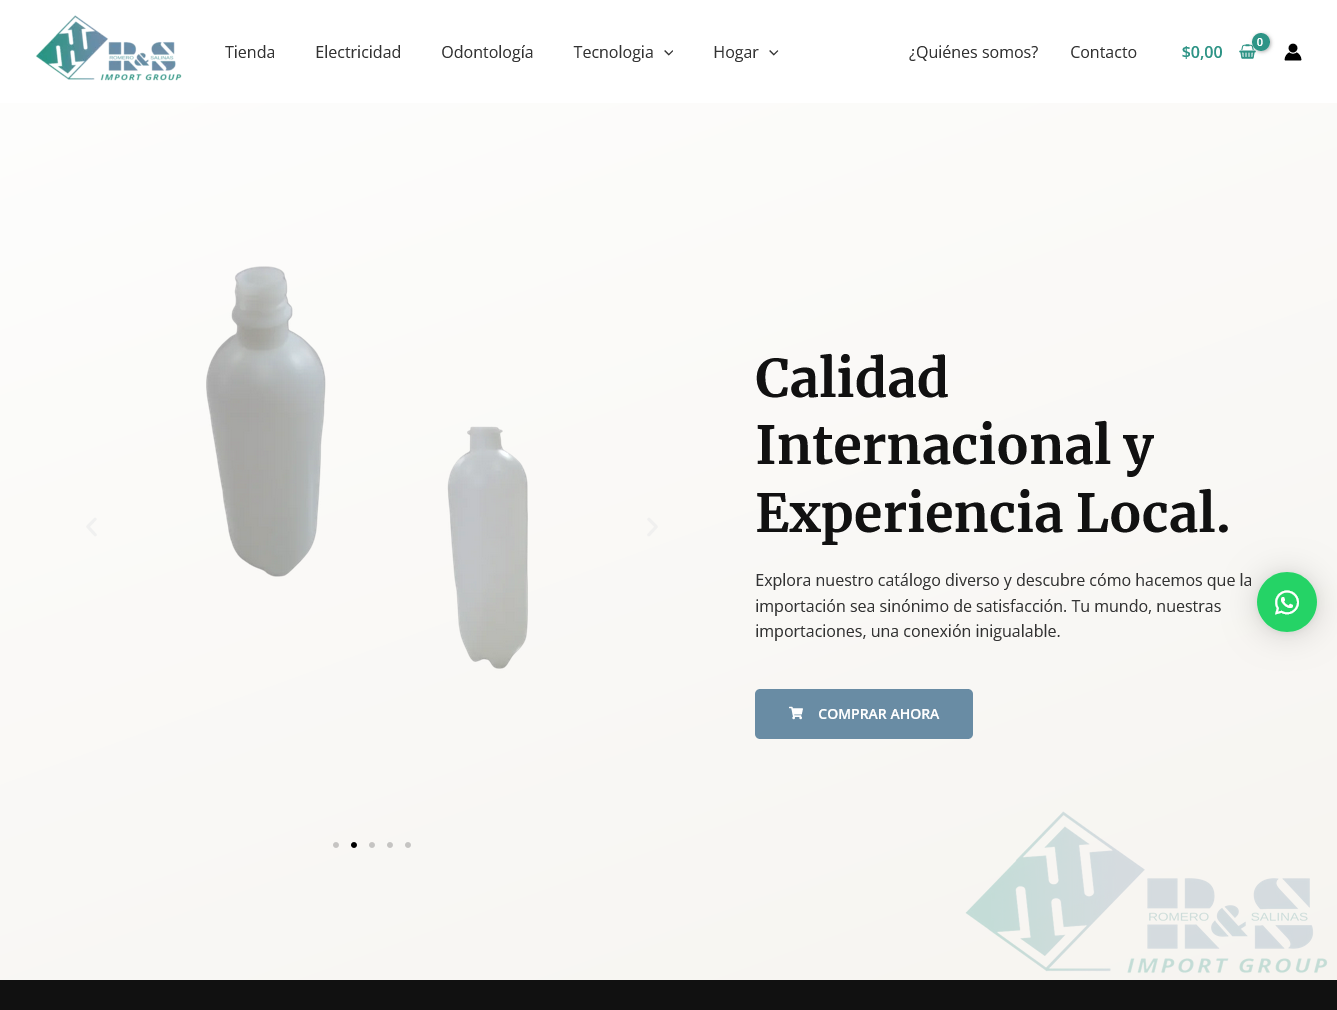 R&S
ROMERO SALINAS
IMPORT GROUP
Tienda
Electricidad
Odontología
Tecnologia
Hogar
¿Quiénes somos?
Contacto
$0,00
0
Calidad
Internacional y
Experiencia Local.
Explora nuestro catálogo diverso y descubre cómo hacemos que la
importación sea sinónimo de satisfacción. Tu mundo, nuestras
importaciones, una conexión inigualable.
COMPRAR AHORA
R&S
ROMERO SALINAS
IMPORT GROUP